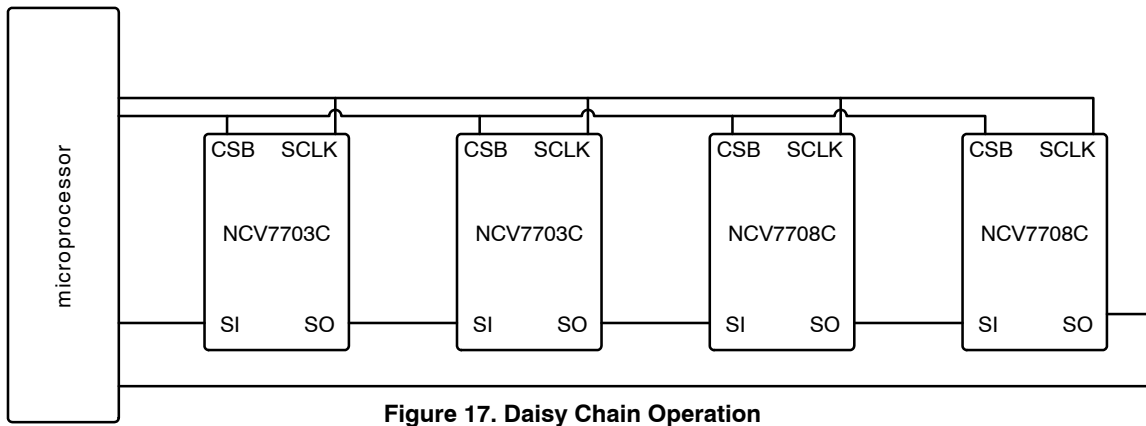 microprocessor
CSB SCLK
NCV7703C
SI SO
CSB SCLK
NCV7703C
SI SO
CSB SCLK
NCV7708C
SI SO
CSB SCLK
NCV7708C
SI SO
Figure 17. Daisy Chain Operation